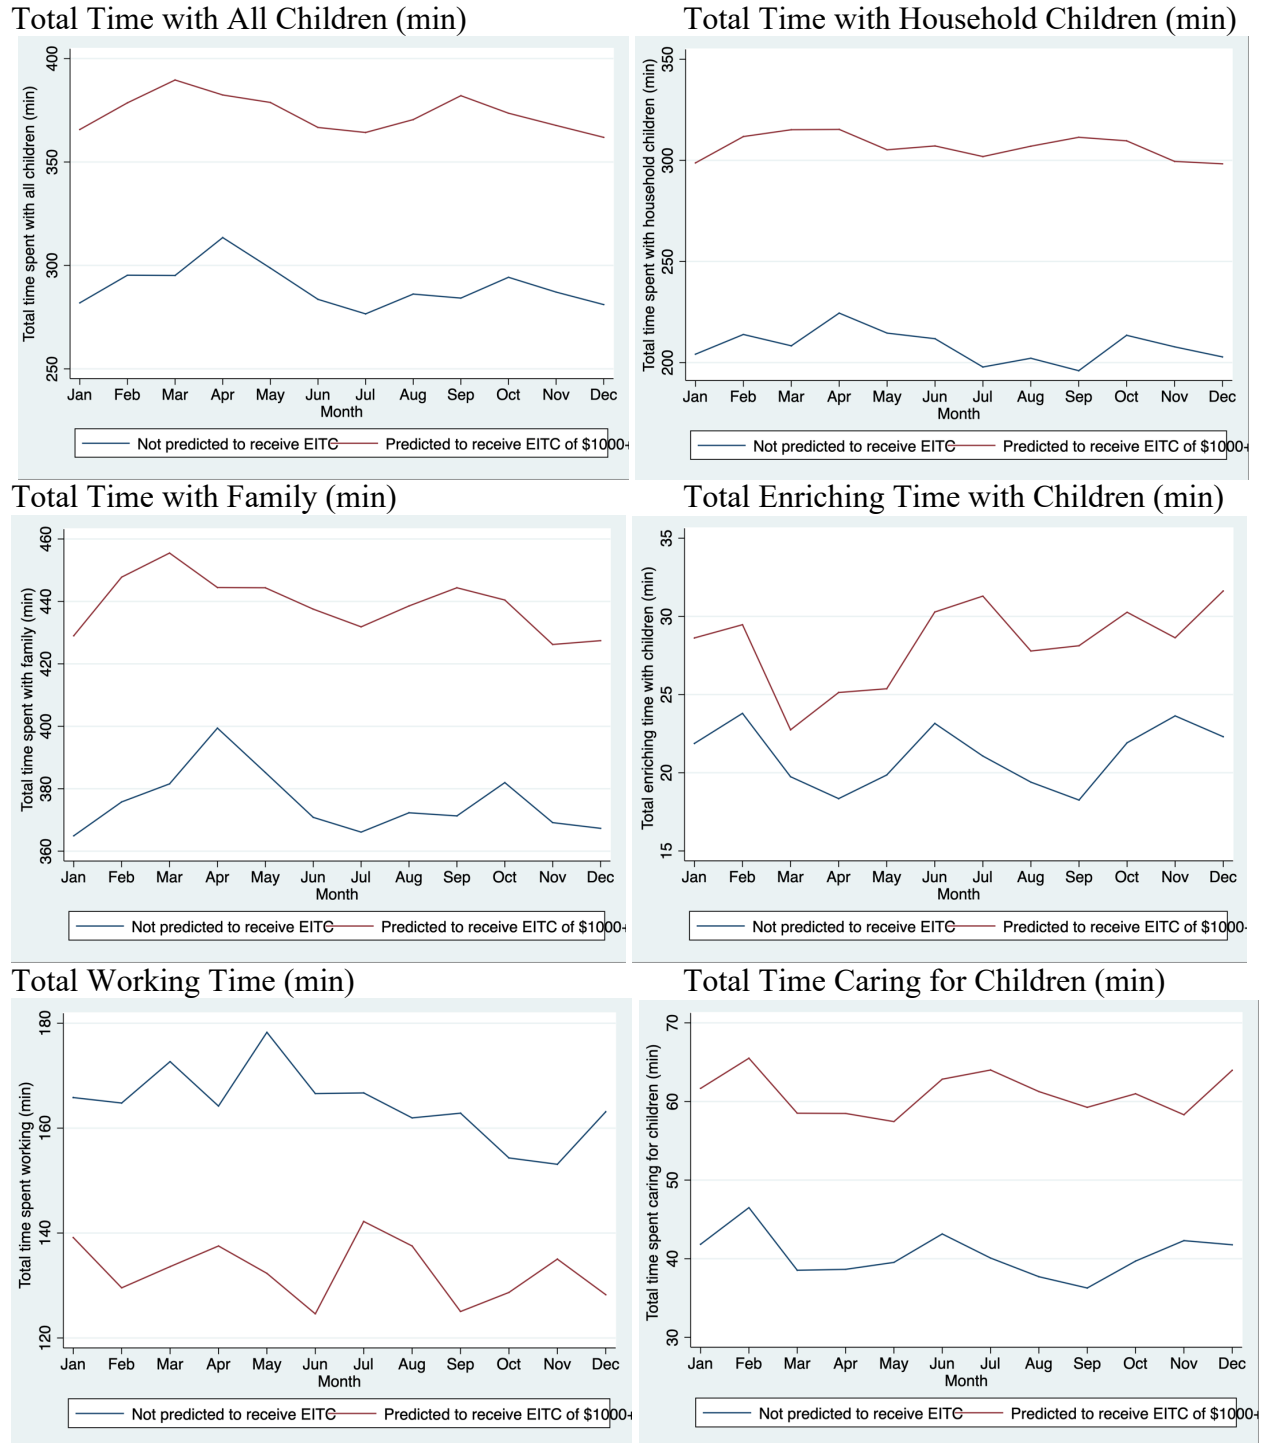 Total Time with All Children (min)
Total time spent with all children (min)
400
350
300
250
Jan Feb Mar Apr May Jun Jul Aug Sep Oct Nov Dec
Month
Not predicted to receive EITC Predicted to receive EITC of $1000+
Total Time with Household Children (min)
Total time spent with household children (min)
350
300
250
200
Jan Feb Mar Apr May Jun Jul Aug Sep Oct Nov Dec
Month
Not predicted to receive EITC Predicted to receive EITC of $1000+
Total Time with Family (min)
Total time spent with family (min)
460
440
420
400
380
360
Jan Feb Mar Apr May Jun Jul Aug Sep Oct Nov Dec
Month
Not predicted to receive EITC Predicted to receive EITC of $1000+
Total Enriching Time with Children (min)
Total enriching time with children (min)
35
30
25
20
15
Jan Feb Mar Apr May Jun Jul Aug Sep Oct Nov Dec
Month
Not predicted to receive EITC Predicted to receive EITC of $1000-
Total Working Time (min)
Total time spent working (min)
180
160
140
120
Jan Feb Mar Apr May Jun Jul Aug Sep Oct Nov Dec
Month
Not predicted to receive EITC Predicted to receive EITC of $1000+
Total Time Caring for Children (min)
Total time spent caring for children (min)
70
60
50
40
30
Jan Feb Mar Apr May Jun Jul Aug Sep Oct Nov Dec
Month
Not predicted to receive EITC Predicted to receive EITC of $1000+